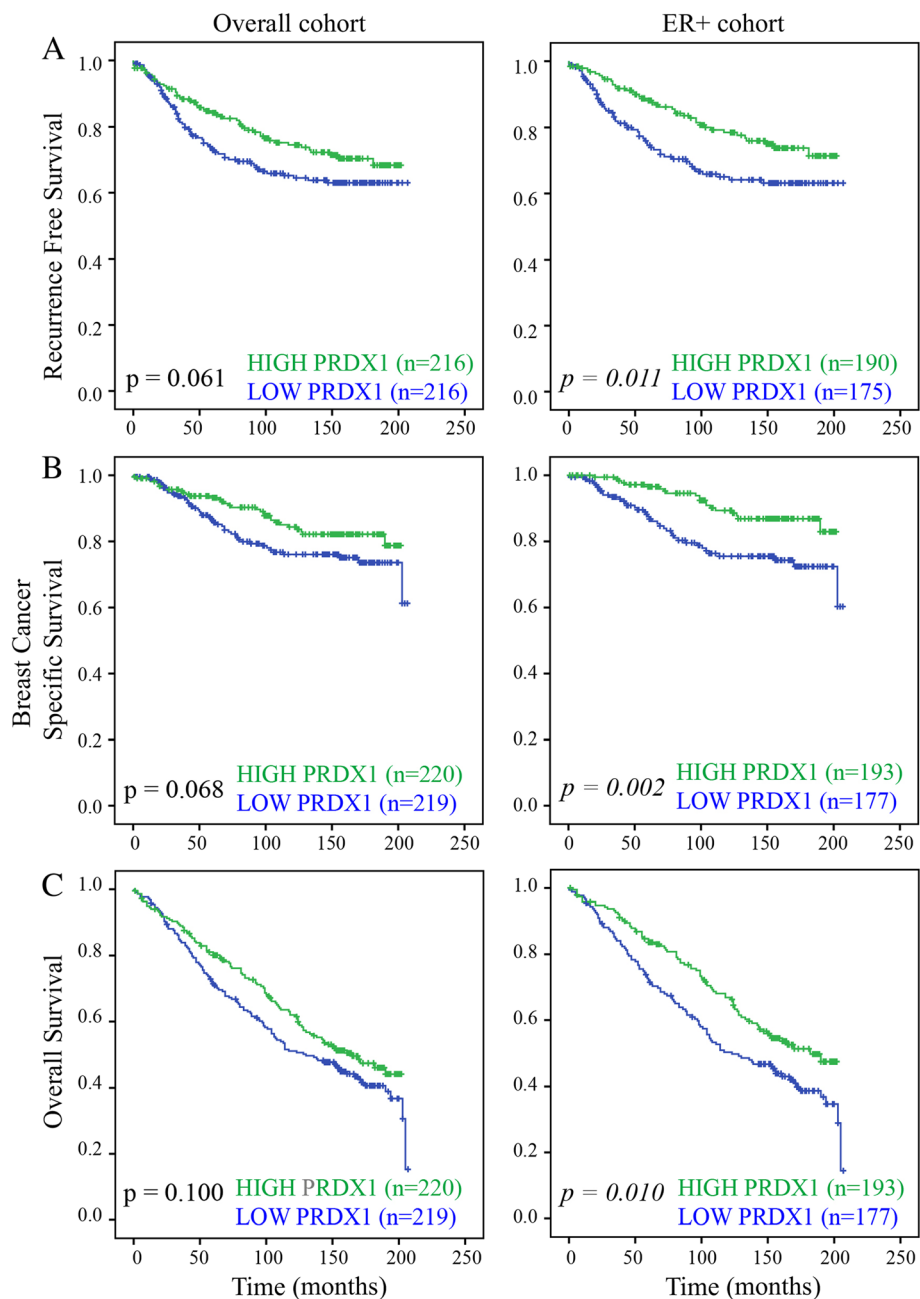 Overall cohort
ER+ cohort
A
Recurrence Free Survival
1.0
0.8
0.6
0.4
0.2
0.0
p = 0.061
HIGH PRDX1 (n=216)
LOW PRDX1 (n=216)
0 50 100 150 200 250
1.0
0.8
0.6
0.4
0.2
0.0
p = 0.011
HIGH PRDX1 (n=190)
LOW PRDX1 (n=175)
0 50 100 150 200 250
B
Breast Cancer
Specific Survival
1.0
0.8
0.6
0.4
0.2
0.0
p = 0.068
HIGH PRDX1 (n=220)
LOW PRDX1 (n=219)
0 50 100 150 200 250
1.0
0.8
0.6
0.4
0.2
0.0
p = 0.002
HIGH PRDX1 (n=193)
LOW PRDX1 (n=177)
0 50 100 150 200 250
C
Overall Survival
1.0
0.8
0.6
0.4
0.2
0.0
p = 0.100
HIGH PRDX1 (n=220)
LOW PRDX1 (n=219)
0 50 100 150 200 250
Time (months)
1.0
0.8
0.6
0.4
0.2
0.0
p = 0.010
HIGH PRDX1 (n=193)
LOW PRDX1 (n=177)
0 50 100 150 200 250
Time (months)